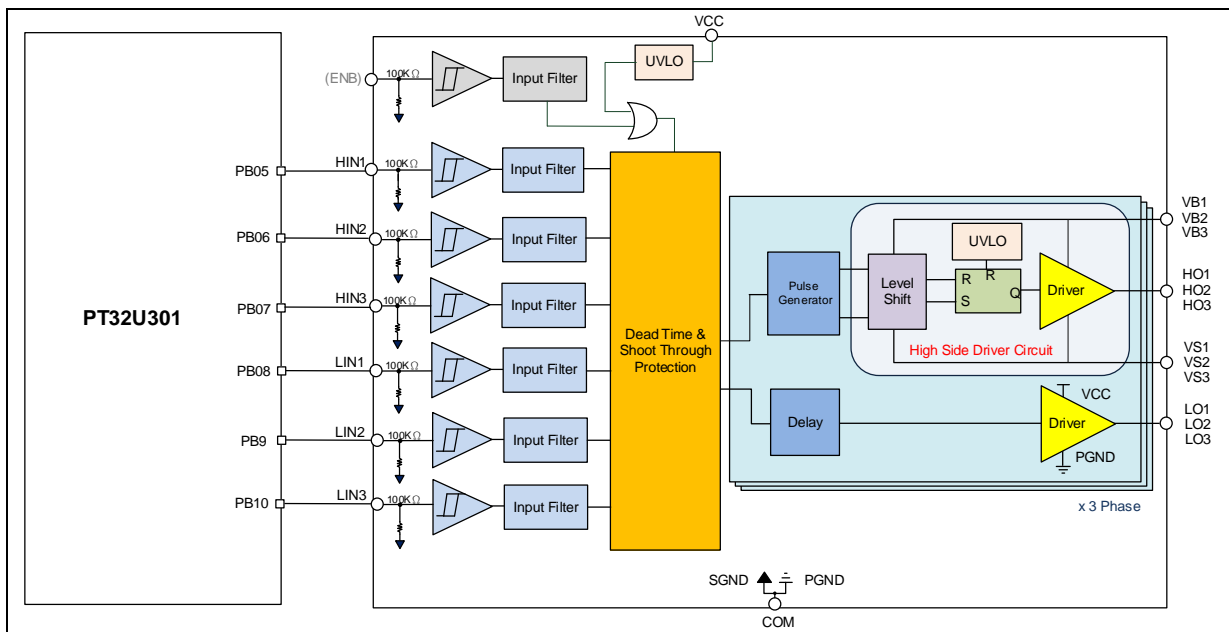 VCC
UVLO
(ENB)
100KΩ
Input Filter
PB05
HIN1
100KΩ
Input Filter
PB06
HIN2
100KΩ
Input Filter
PB07
HIN3
100KΩ
Input Filter
PT32U301
PB08
LIN1
100KΩ
Input Filter
PB9
LIN2
100KΩ
Input Filter
PB10
LIN3
100KΩ
Input Filter
Dead Time &
Shoot Through
Protection
Pulse
Generator
Level
Shift
UVLO
R
R
S
Q
Driver
High Side Driver Circuit
Delay
VCC
Driver
PGND
x 3 Phase
VB1
VB2
VB3
HO1
HO2
HO3
VS1
VS2
VS3
LO1
LO2
LO3
SGND
PGND
COM